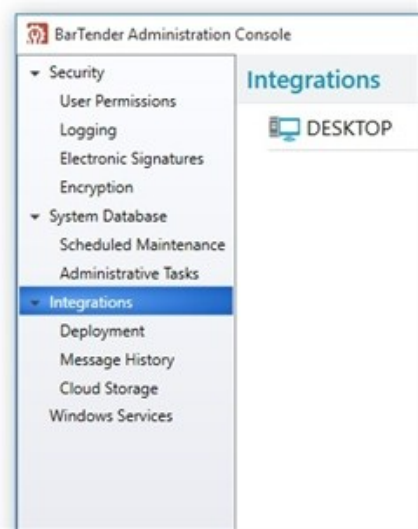 BarTender Administration Console
Security
User Permissions
Logging
Electronic Signatures
Encryption
System Database
Scheduled Maintenance
Administrative Tasks
Integrations
Deployment
Message History
Cloud Storage
Windows Services
Integrations
DESKTOP